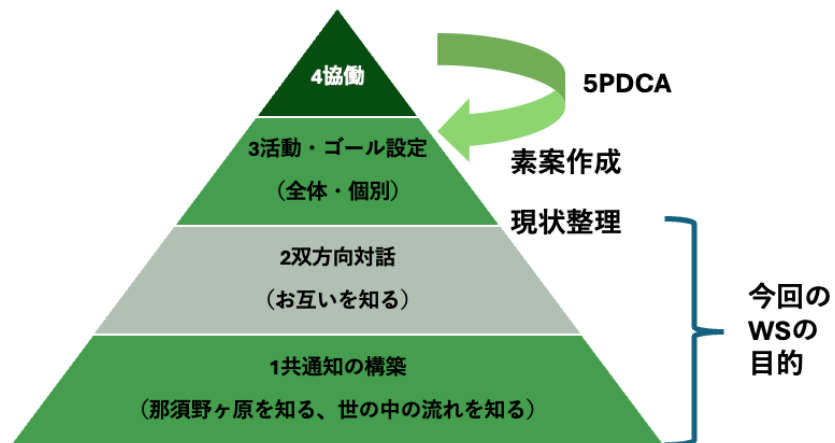 4協働
5PDCA
3活動・ゴール設定
（全体・個別）
素案作成
現状整理
2双方向対話
（お互いを知る）
今回の
WSの
目的
1共通知の構築
（那須野ヶ原を知る、世の中の流れを知る）